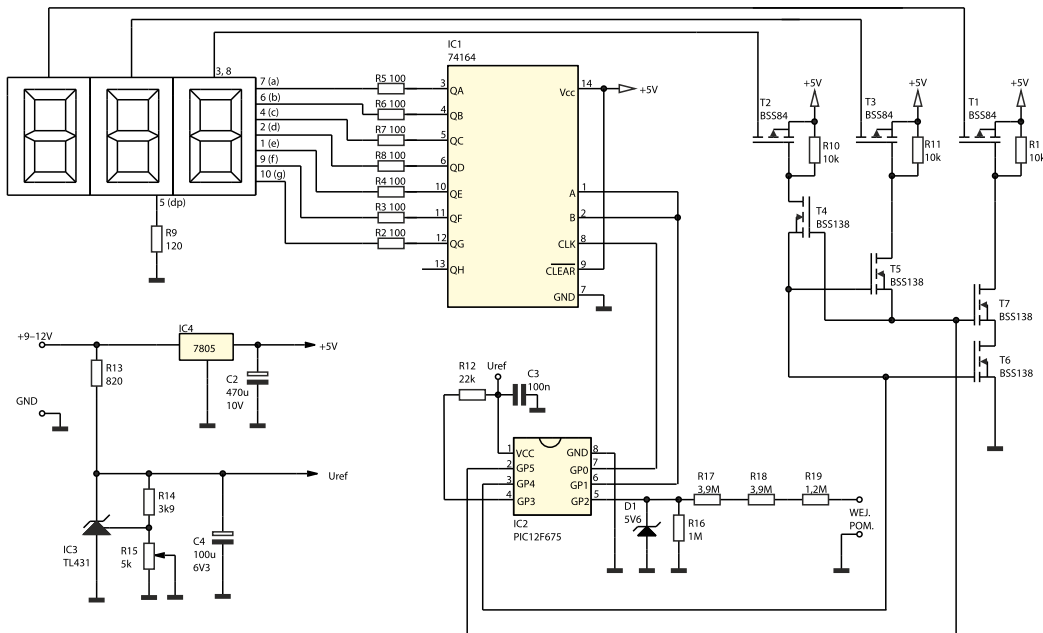 IC1
74164
3, 8
7 (a)
6 (b)
4 (c)
2 (d)
1 (e)
9 (f)
10 (g)
5 (dp)
R9
120
R5 100
R6 100
R7 100
R8 100
R4 100
R3 100
R2 100
3 QA
4 QB
5 QC
6 QD
10 QE
11 QF
12 QG
13 QH
Vcc 14
+5V
A 1
B 2
CLK 8
CLEAR 9
GND 7
T2
BSS84
+5V
R10
10k
T3
BSS84
+5V
R11
10k
T1
BSS84
+5V
R1
10k
T4
BSS138
T5
BSS138
T7
BSS138
T6
BSS138
+9–12V
IC4
7805
+5V
R13
820
C2
470u
10V
GND
Uref
R14
3k9
R15
5k
IC3
TL431
C4
100u
6V3
R12
22k
Uref
C3
100n
1 VCC
2 GP5
3 GP4
4 GP3
GND 8
GP0 7
GP1 6
GP2 5
IC2
PIC12F675
D1
5V6
R16
1M
R17
3,9M
R18
3,9M
R19
1,2M
WEJ.
POM.